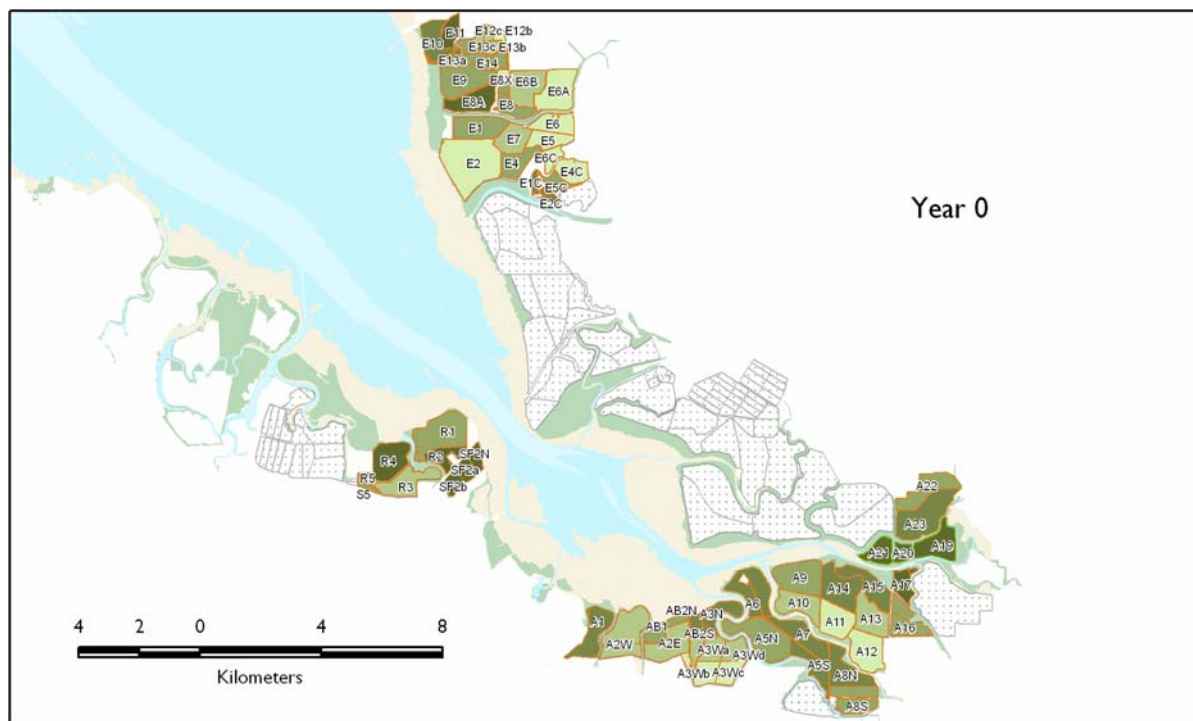 E10
E11
E12c
E12b
E13c
E13b
E13a
E14
E9
E8X
E6B
E6A
E8A
E8
E1
E6
E7
E5
E2
E4
E6C
E4C
E1C
E5C
E2C
Year 0
R1
R4
R2
SF2N
SF2a
R5
R3
SF2b
S5
A22
A23
A21
A20
A19
A9
A14
A15
A17
A10
A6
AB2N
A3N
A11
A13
A16
A1
AB1
AB2S
A7
A2W
A2E
A5N
A3Wa
A3Wd
A12
A5S
A3Wb
A3Wc
A8N
A8S
4 2 0 4 8
Kilometers